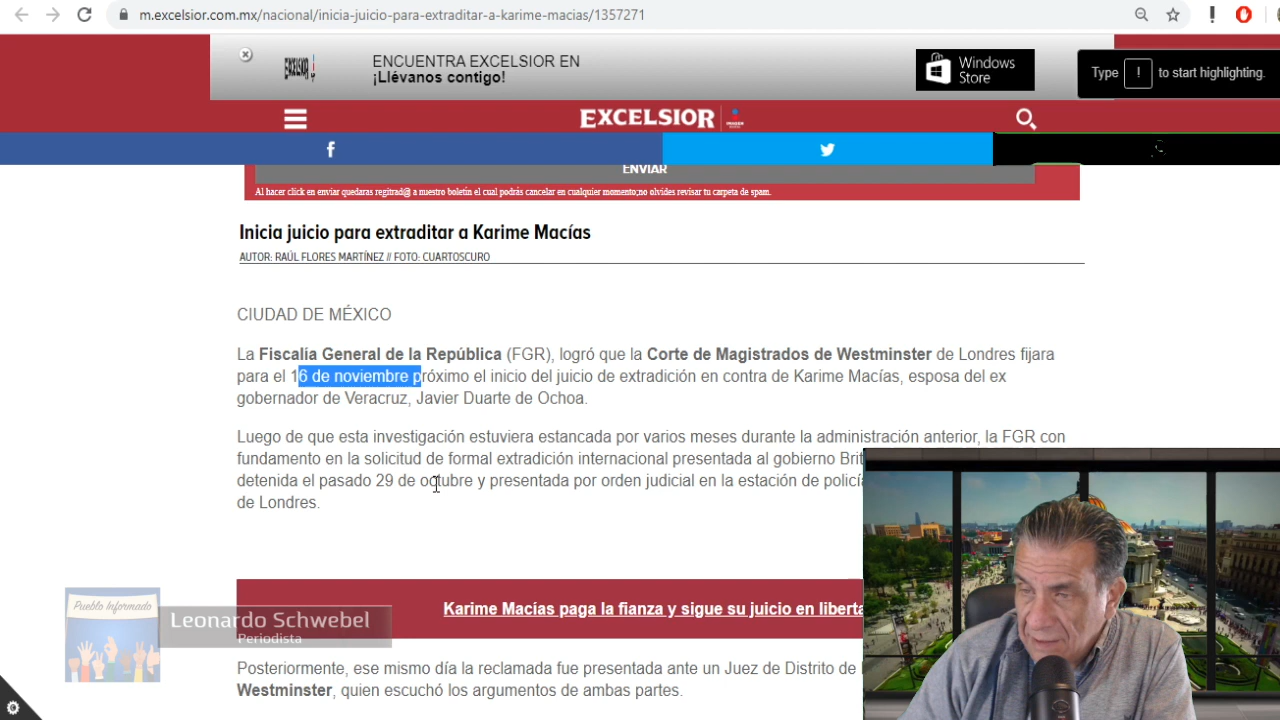 m.excelsior.com.mx/nacional/inicia-juicio-para-extraditar-a-karime-macias/1357271
EXCELSIOR
ENCUENTRA EXCELSIOR EN
¡Llévanos contigo!
Windows
Store
Type ! to start highlighting.
EXCELSIOR
ENVIAR
Al hacer click en enviar quedaras regitrad@ a nuestro boletín el cual podrás cancelar en cualquier momento;no olvides revisar tu carpeta de spam.
Inicia juicio para extraditar a Karime Macías
AUTOR: RAÚL FLORES MARTÍNEZ // FOTO: CUARTOSCURO
CIUDAD DE MÉXICO
La Fiscalía General de la República (FGR), logró que la Corte de Magistrados de Westminster de Londres fijara
para el 16 de noviembre próximo el inicio del juicio de extradición en contra de Karime Macías, esposa del ex
gobernador de Veracruz, Javier Duarte de Ochoa.
Luego de que esta investigación estuviera estancada por varios meses durante la administración anterior, la FGR con
fundamento en la solicitud de formal extradición internacional presentada al gobierno Brit
detenida el pasado 29 de octubre y presentada por orden judicial en la estación de policía
de Londres.
Karime Macías paga la fianza y sigue su juicio en liberta
Pueblo Informado
Leonardo Schwebel
Periodista
Posteriormente, ese mismo día la reclamada fue presentada ante un Juez de Distrito de
Westminster, quien escuchó los argumentos de ambas partes.